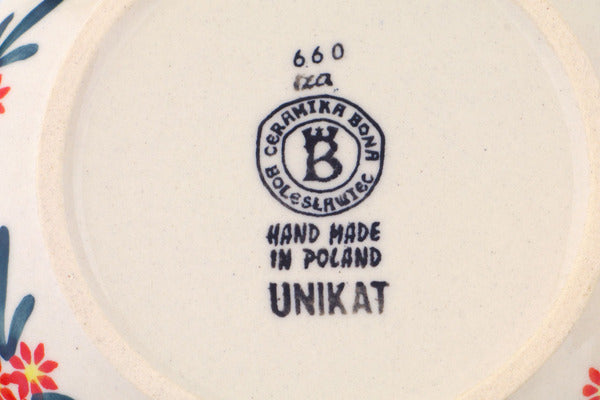 660
CERAMIKA BONA
B
BOLESŁAWIEC
HAND MADE
IN POLAND
UNIKAT